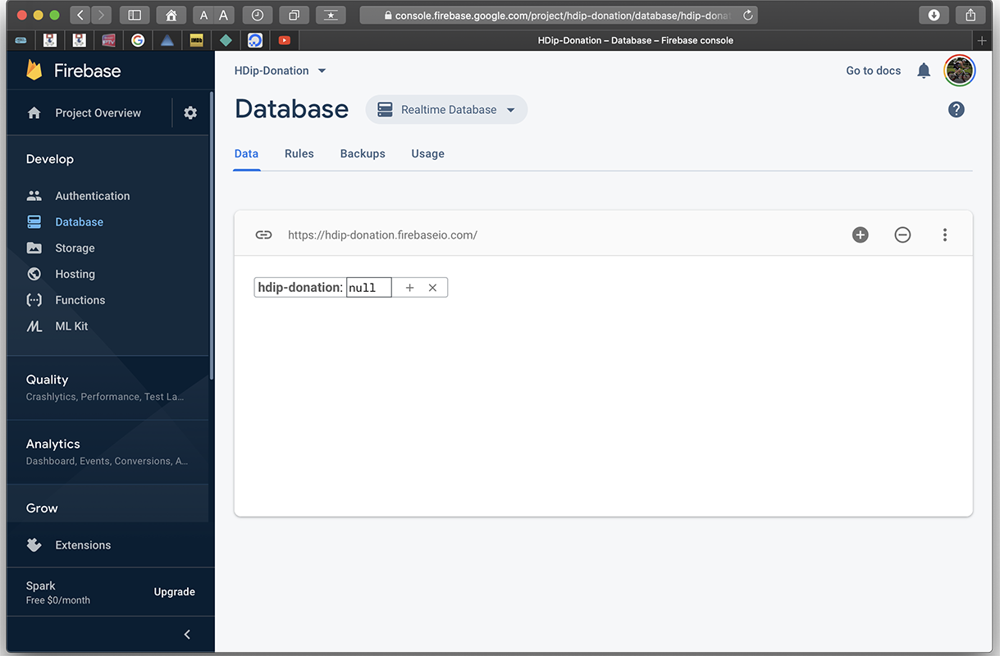 A A
console.firebase.google.com/project/hdip-donation/database/hdip-dona
IMDb
HDip-Donation – Database – Firebase console
Firebase
Project Overview
Develop
Authentication
Database
Storage
Hosting
Functions
ML Kit
Quality
Crashlytics, Performance, Test La...
Analytics
Dashboard, Events, Conversions, A...
Grow
Extensions
Spark
Free $0/month
Upgrade
HDip-Donation
Go to docs
Database
Realtime Database
Data Rules Backups Usage
https://hdip-donation.firebaseio.com/
hdip-donation: null